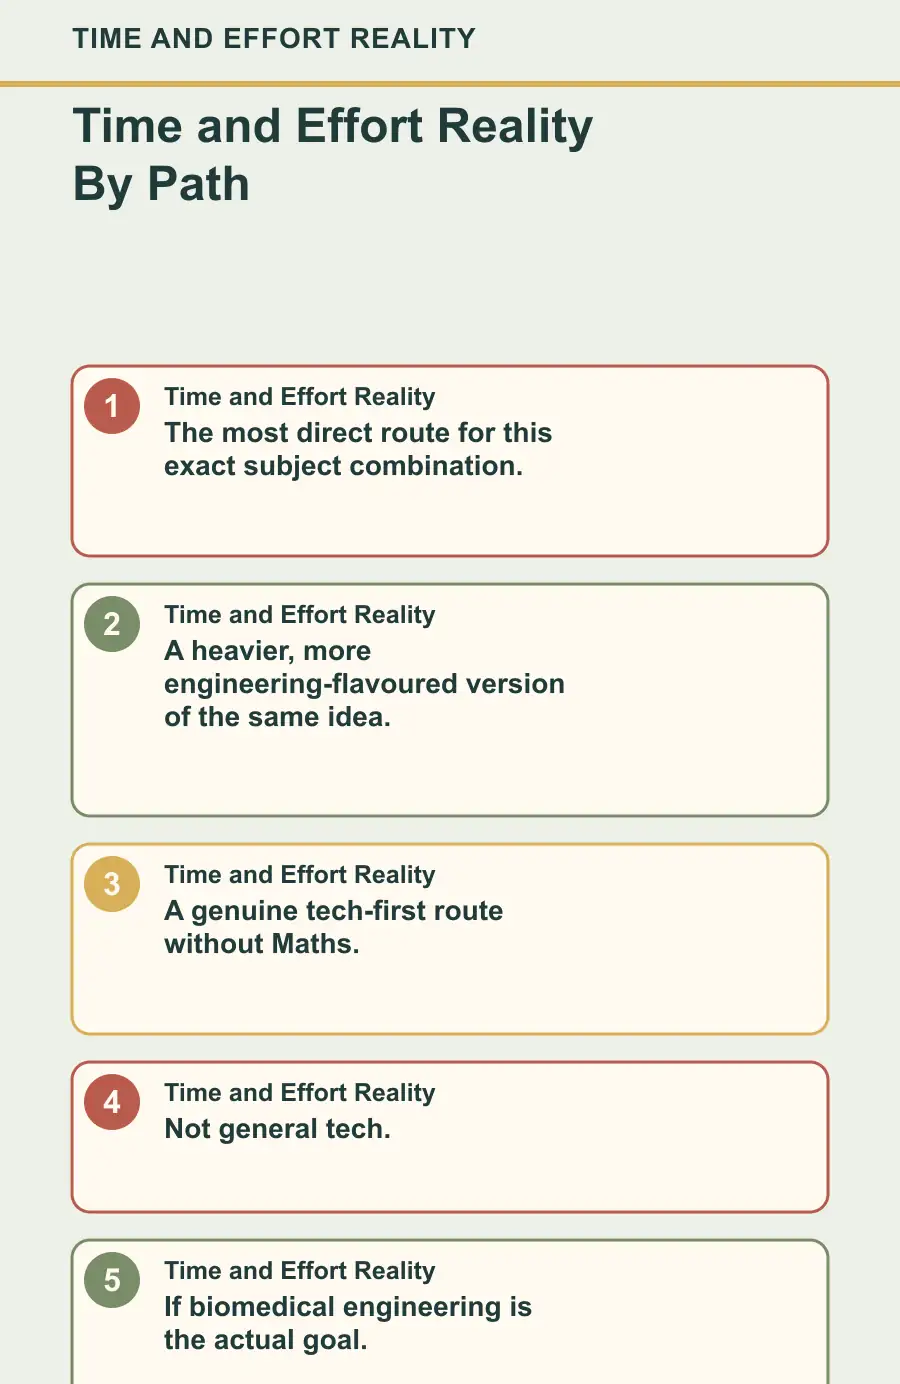 TIME AND EFFORT REALITY
Time and Effort Reality
By Path
1
Time and Effort Reality
The most direct route for this
exact subject combination.
2
Time and Effort Reality
A heavier, more
engineering-flavoured version
of the same idea.
3
Time and Effort Reality
A genuine tech-first route
without Maths.
4
Time and Effort Reality
Not general tech.
5
Time and Effort Reality
If biomedical engineering is
the actual goal.